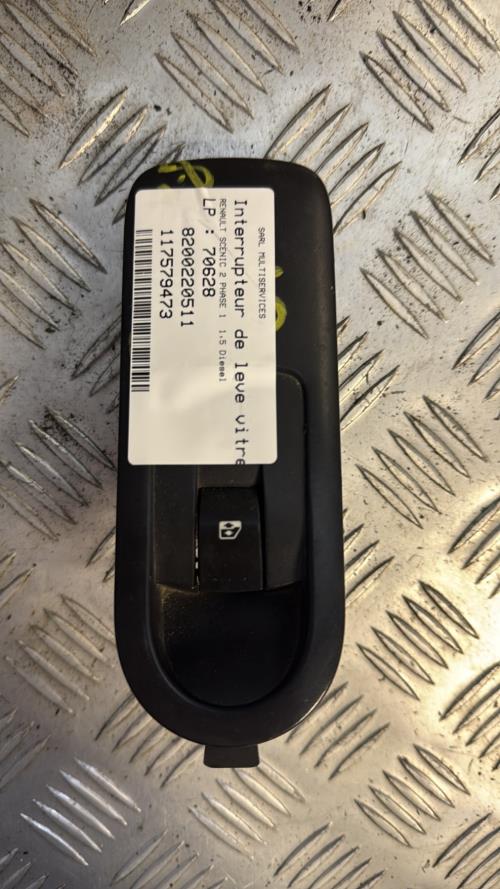 SARL MULTISERVICES
Interrupteur de leve vitre
RENAULT SCENIC 2 PHASE 1 1.5 Diesel
LP : 70628
8200220511
117579473